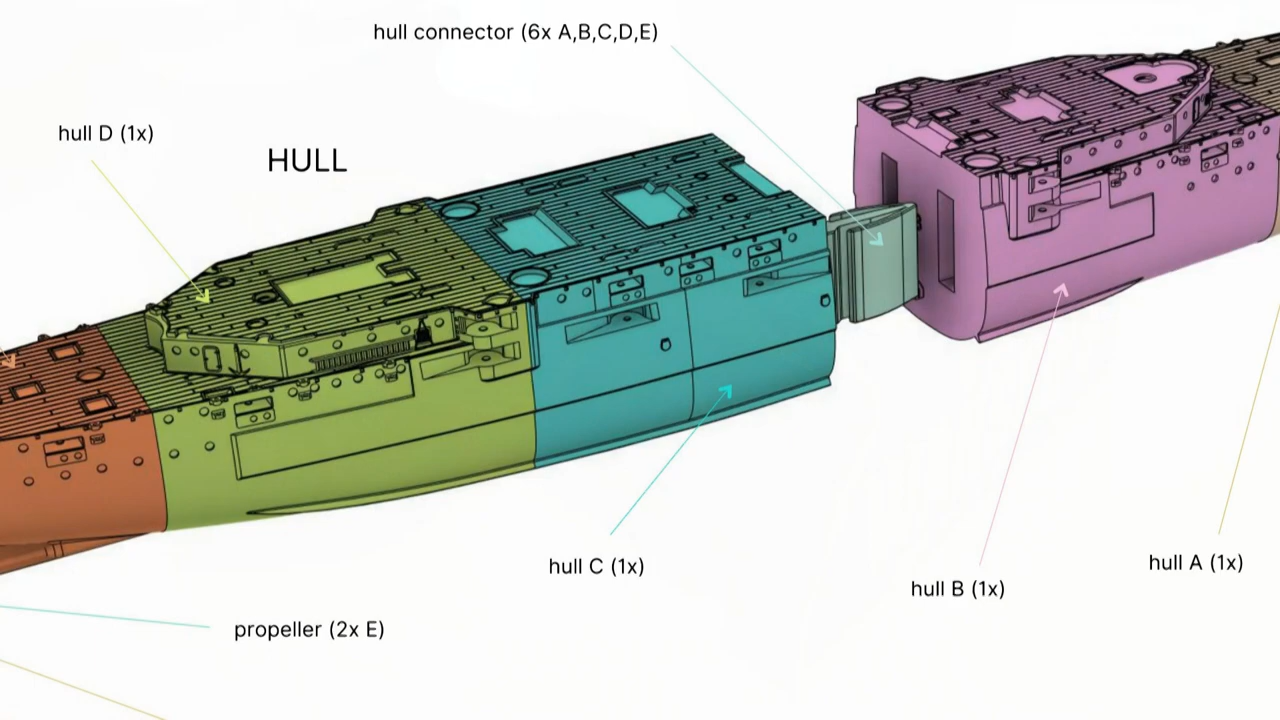 hull connector (6x A,B,C,D,E)
hull D (1x)
HULL
hull C (1x)
hull B (1x)
hull A (1x)
propeller (2x E)